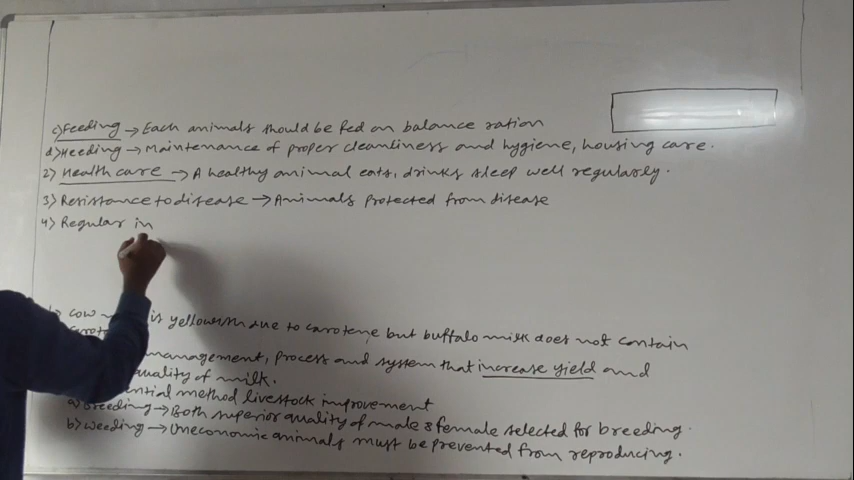 c) Feeding → Each animals should be fed on balance ration
d) Heeding → Maintenance of proper cleanliness and hygiene, housing care.
2) Health care → A healthy animal eats, drinks sleep well regularly.
3) Resistance to disease → Animals protected from disease
4) Regular in
Cow is yellowish due to carotene but buffalo milk does not contain
management, process and system that increase yield and
quality of milk.
method livestock improvement
a) Breeding → Both superior quality of male & female selected for breeding.
b) Weeding → Uneconomic animals must be prevented from reproducing.